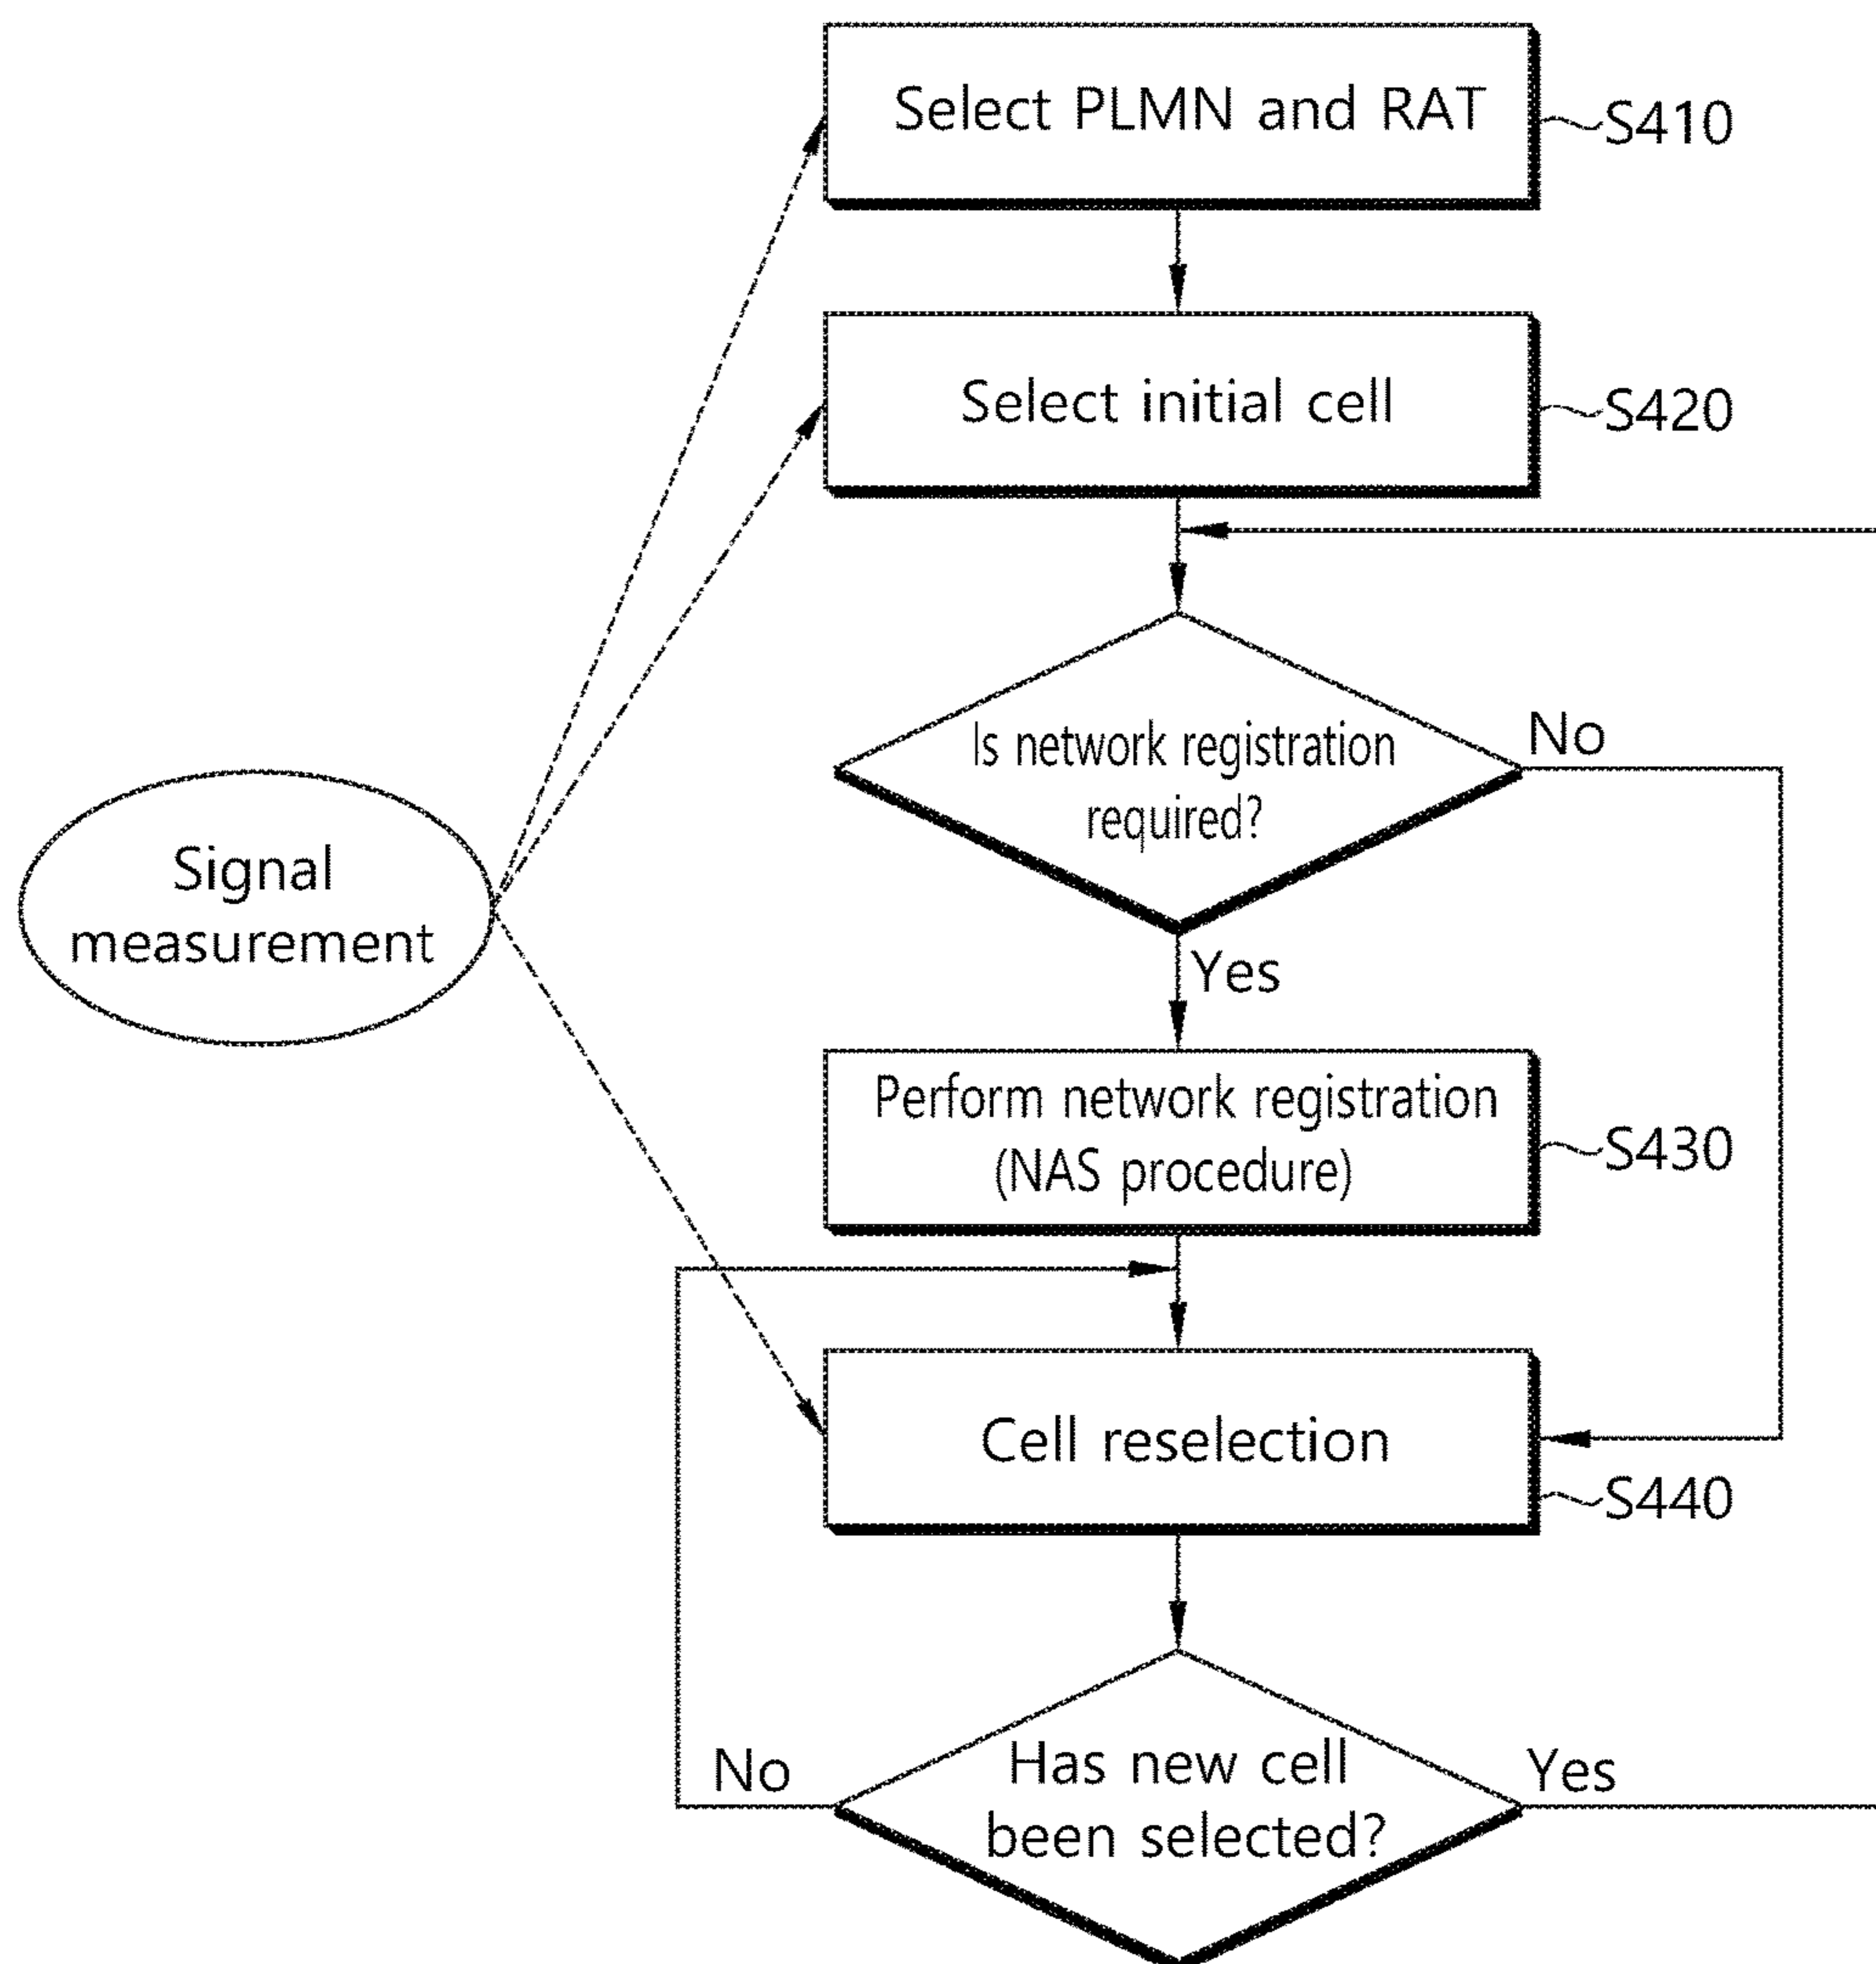 Select PLMN and RAT
S410
Select initial cell
S420
Is network registration
required?
No
Signal
measurement
Yes
Perform network registration
(NAS procedure)
S430
Cell reselection
S440
Has new cell
been selected?
No
Yes